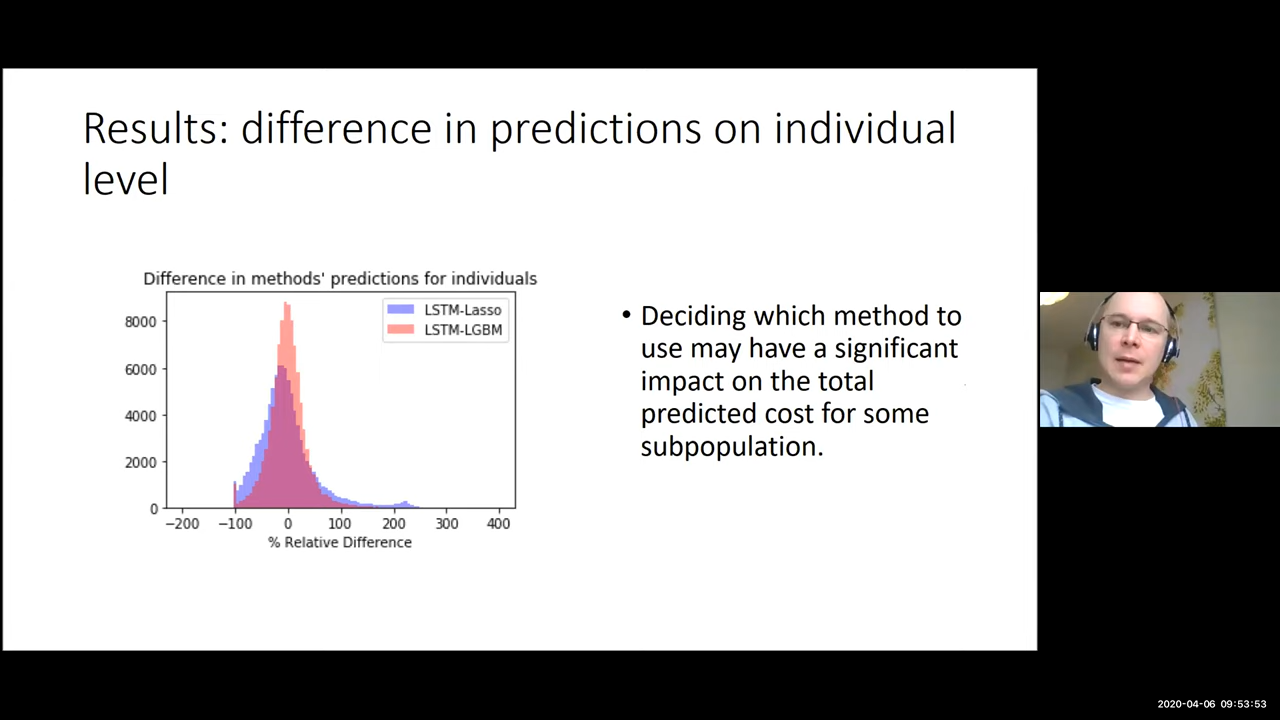 Results: difference in predictions on individual
level
Difference in methods' predictions for individuals
LSTM-Lasso
LSTM-LGBM
8000
6000
4000
2000
0
−200 −100 0 100 200 300 400
% Relative Difference
• Deciding which method to
use may have a significant
impact on the total
predicted cost for some
subpopulation.
2020-04-06 09:53:53